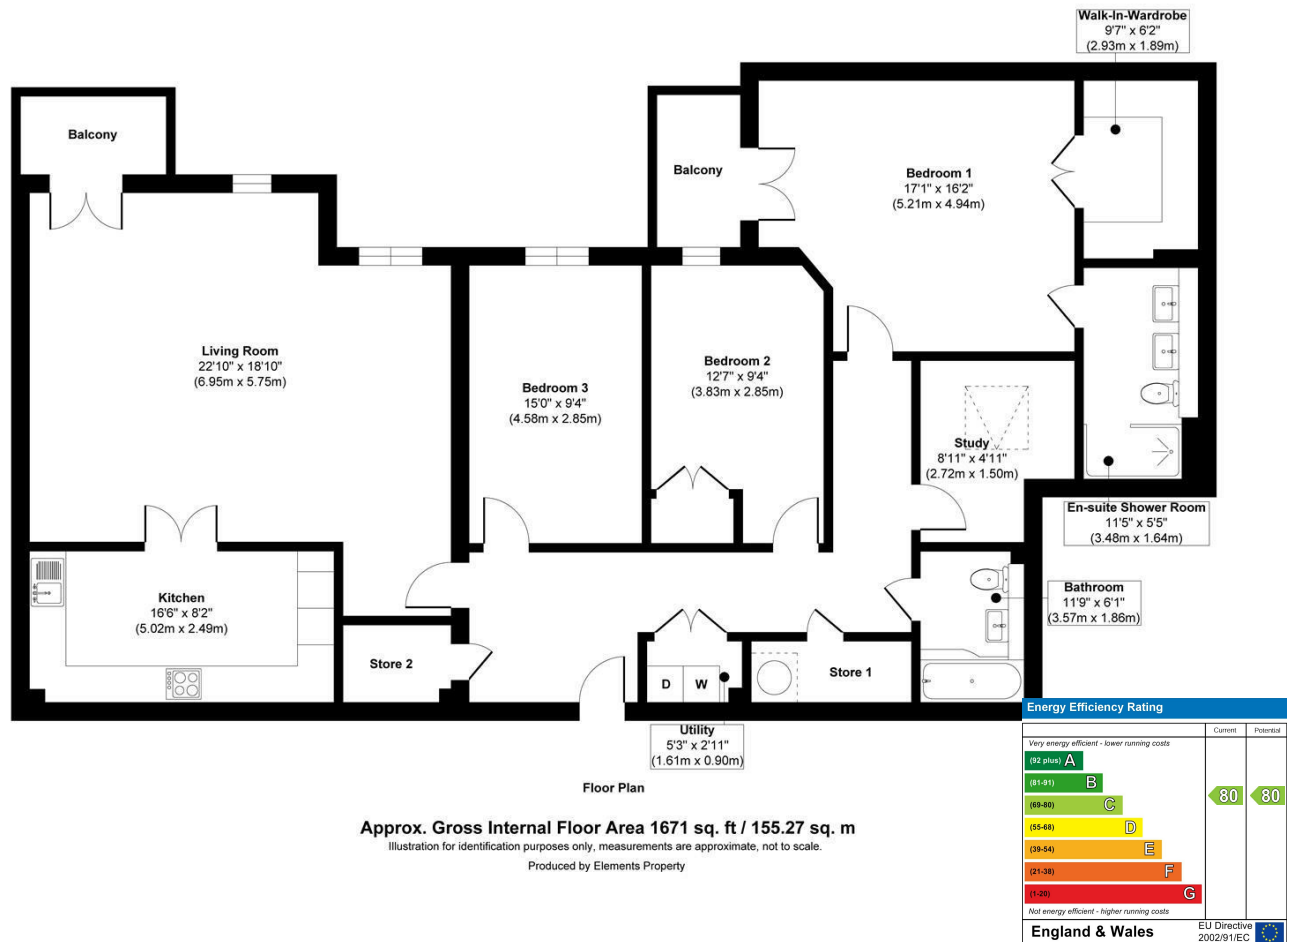 Walk-In-Wardrobe
9'7" x 6'2"
(2.93m x 1.89m)
Balcony
Balcony
Bedroom 1
17'1" x 16'2"
(5.21m x 4.94m)
Living Room
22'10" x 18'10"
(6.95m x 5.75m)
Bedroom 3
15'0" x 9'4"
(4.58m x 2.85m)
Bedroom 2
12'7" x 9'4"
(3.83m x 2.85m)
Study
8'11" x 4'11"
(2.72m x 1.50m)
En-suite Shower Room
11'5" x 5'5"
(3.48m x 1.64m)
Kitchen
16'6" x 8'2"
(5.02m x 2.49m)
Bathroom
11'9" x 6'1"
(3.57m x 1.86m)
Store 2
D W
Store 1
Utility
5'3" x 2'11"
(1.61m x 0.90m)
Floor Plan
Approx. Gross Internal Floor Area 1671 sq. ft / 155.27 sq. m
Illustration for identification purposes only, measurements are approximate, not to scale.
Produced by Elements Property
Energy Efficiency Rating
Current Potential
Very energy efficient - lower running costs
(92 plus) A
(81-91) B
(69-80) C
80 80
(55-68) D
(39-54) E
(21-38) F
(1-20) G
Not energy efficient - higher running costs
England & Wales
EU Directive
2002/91/EC